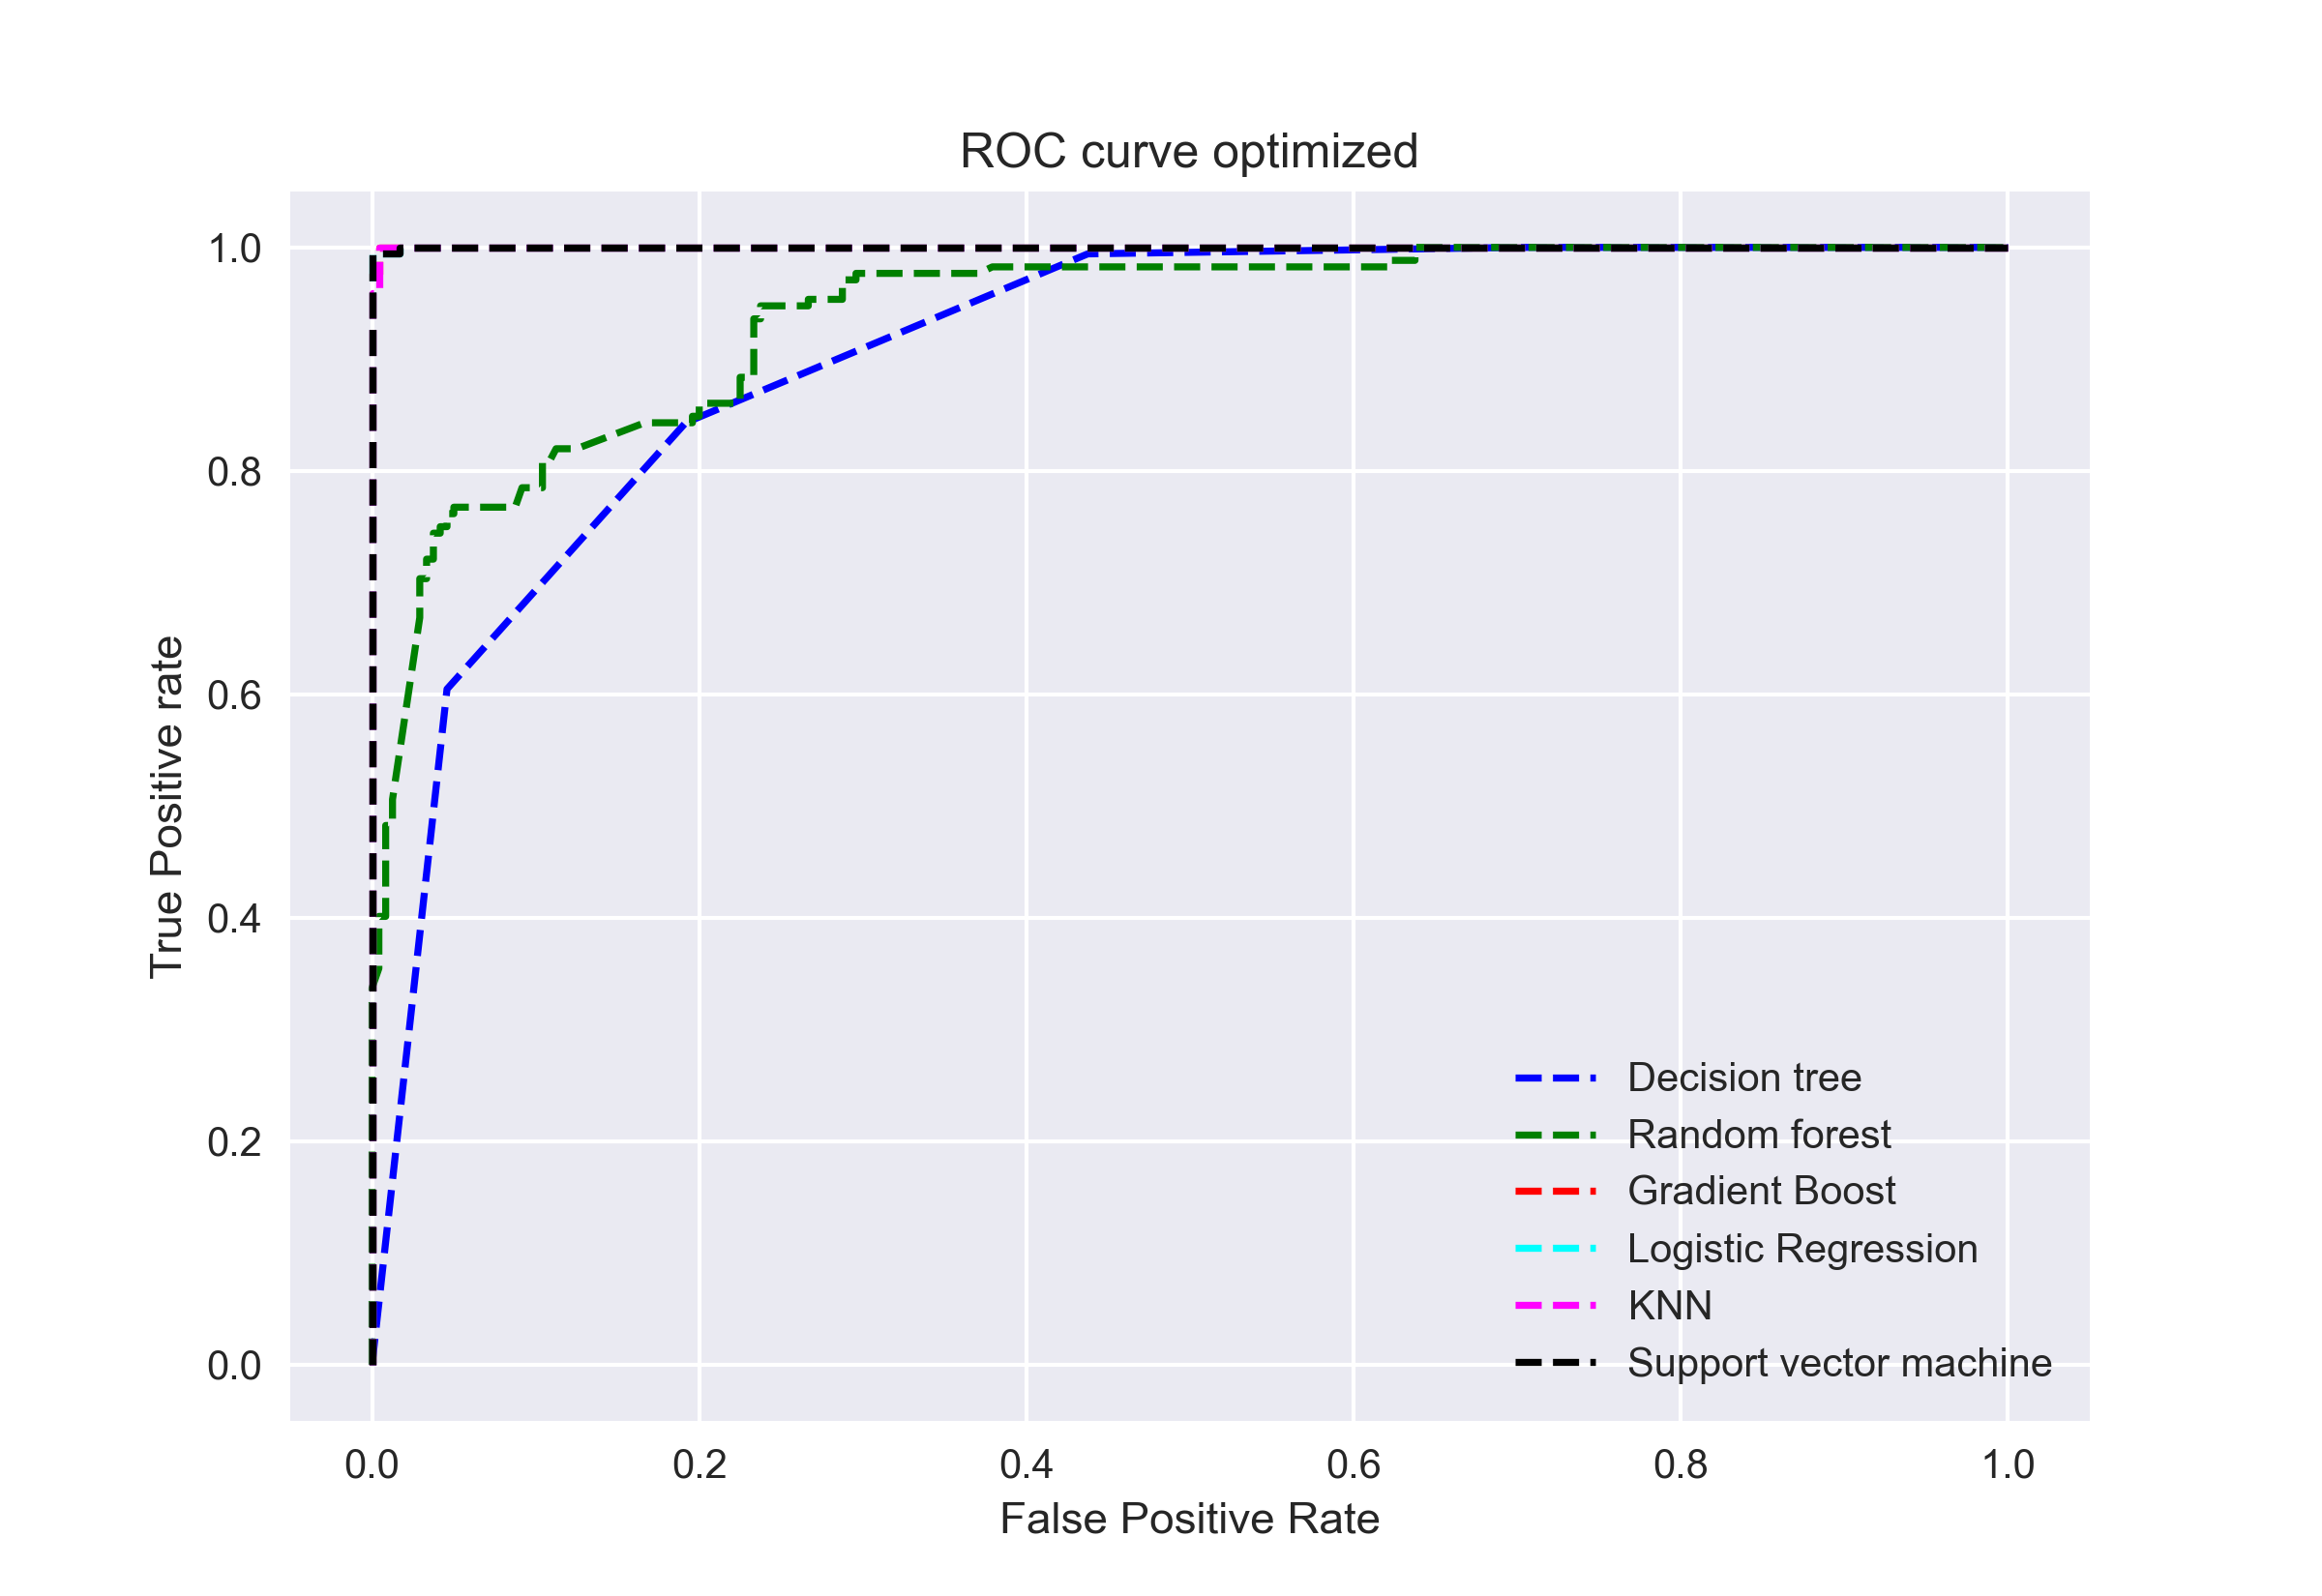 ROC curve optimized
True Positive rate
1.0
0.8
0.6
0.4
0.2
0.0
Decision tree
Random forest
Gradient Boost
Logistic Regression
KNN
Support vector machine
0.0 0.2 0.4 0.6 0.8 1.0
False Positive Rate